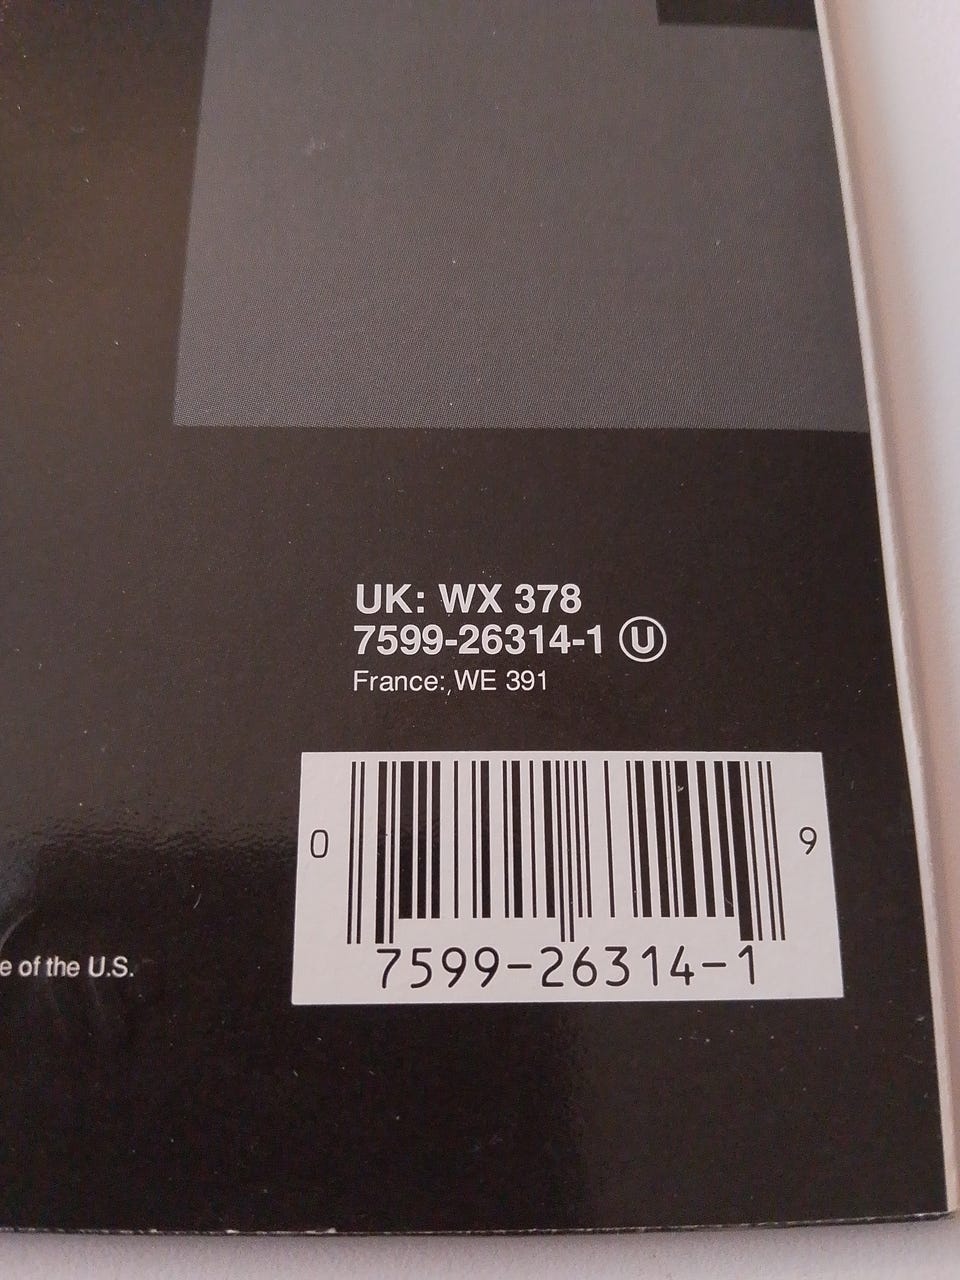 UK: WX 378
7599-26314-1 Ⓤ
France: WE 391
0 9
7599-26314-1
e of the U.S.